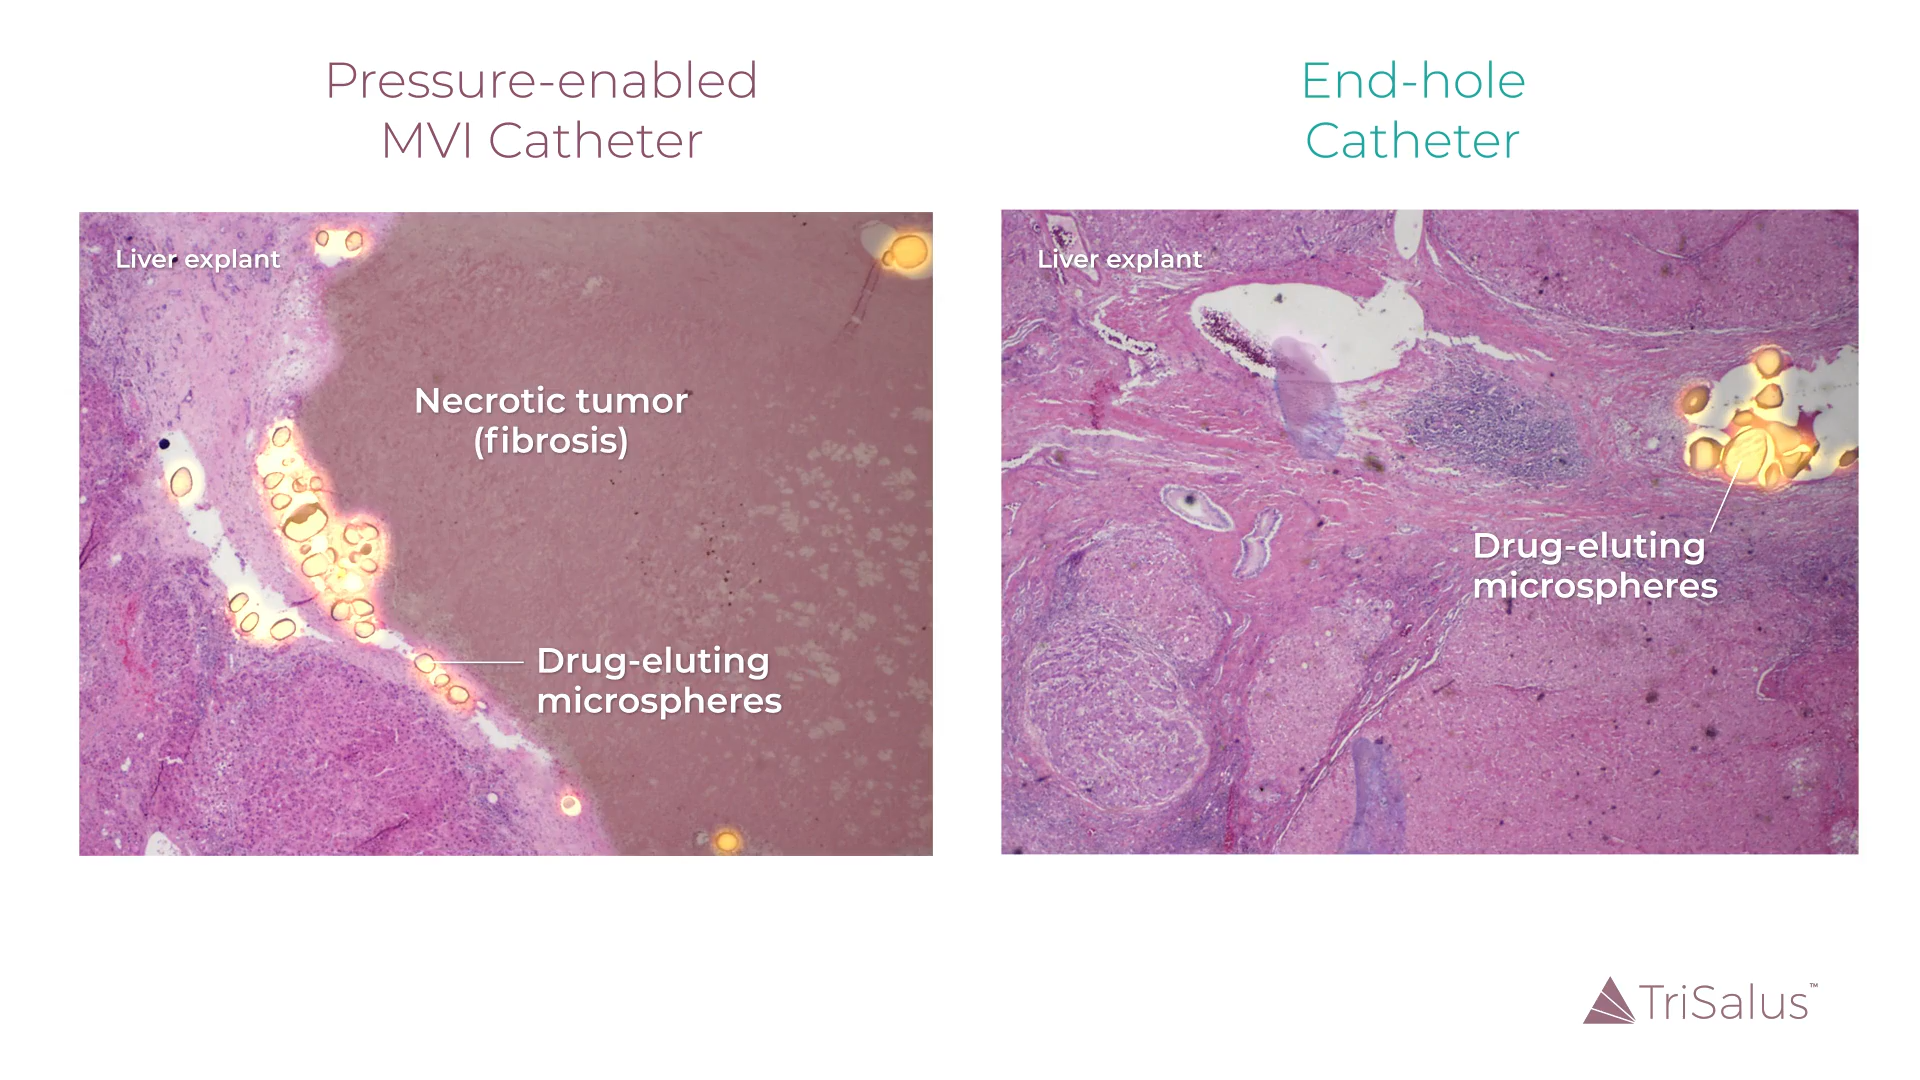 Pressure-enabled
MVI Catheter
Liver explant
Necrotic tumor
(fibrosis)
Drug-eluting
microspheres
End-hole
Catheter
Liver explant
Drug-eluting
microspheres
TriSalus™